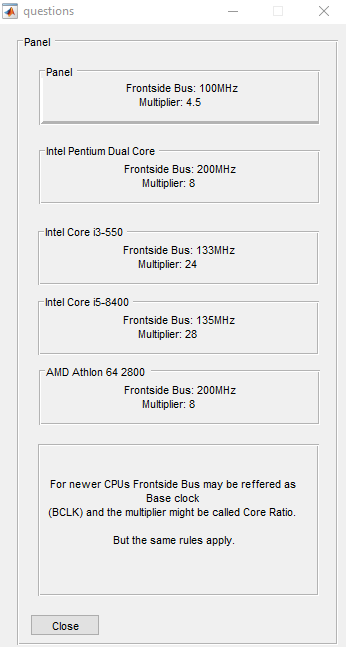 questions
Panel
Panel
Frontside Bus: 100MHz
Multiplier: 4.5
Intel Pentium Dual Core
Frontside Bus: 200MHz
Multiplier: 8
Intel Core i3-550
Frontside Bus: 133MHz
Multiplier: 24
Intel Core i5-8400
Frontside Bus: 135MHz
Multiplier: 28
AMD Athlon 64 2800
Frontside Bus: 200MHz
Multiplier: 8
For newer CPUs Frontside Bus may be reffered as
Base clock
(BCLK) and the multiplier might be called Core Ratio.
But the same rules apply.
Close